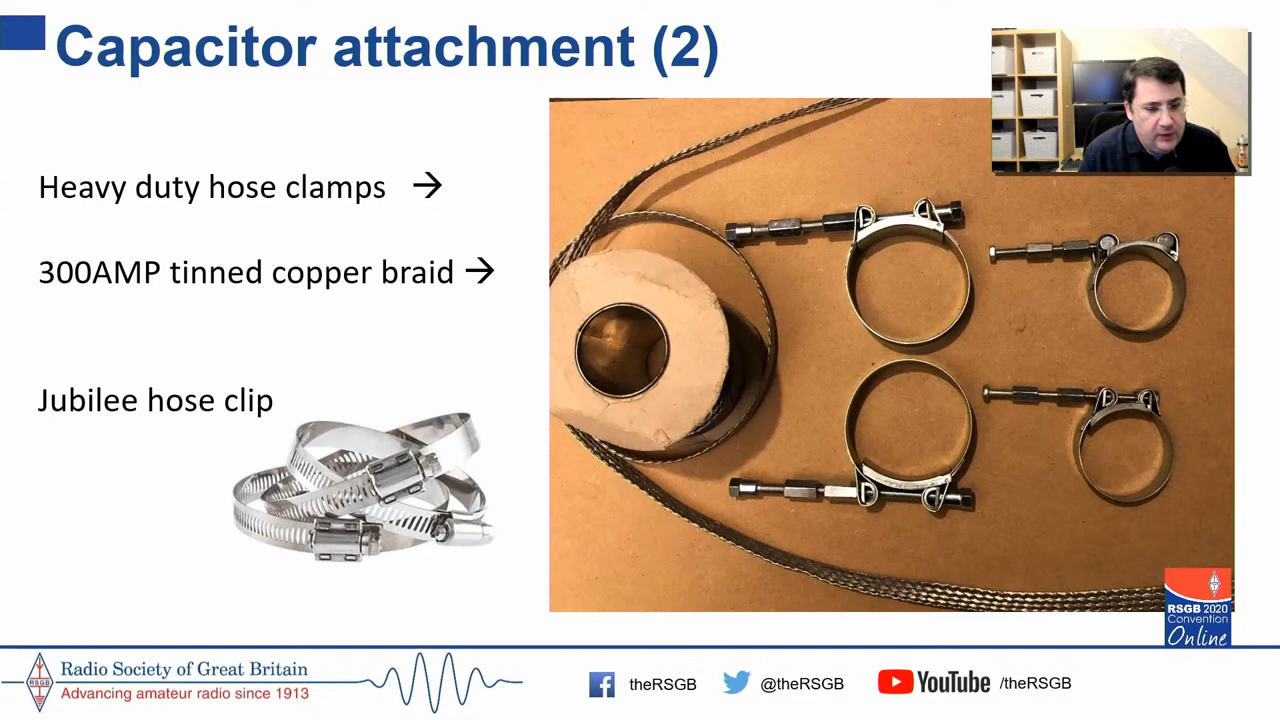 Capacitor attachment (2)
Heavy duty hose clamps →
300AMP tinned copper braid →
Jubilee hose clip
RSGB 2020
Convention
Online
RSGB
Radio Society of Great Britain
Advancing amateur radio since 1913
theRSGB
@theRSGB
YouTube /theRSGB